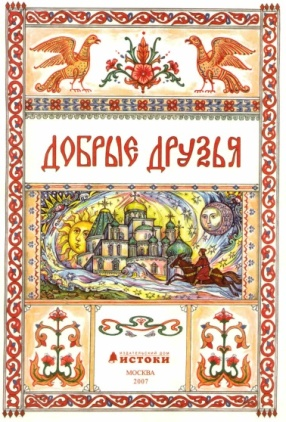 ДОБРЫЕ ДРУЗЬЯ
ИЗДАТЕЛЬСКИЙ ДОМ
ИСТОКИ
МОСКВА
2007